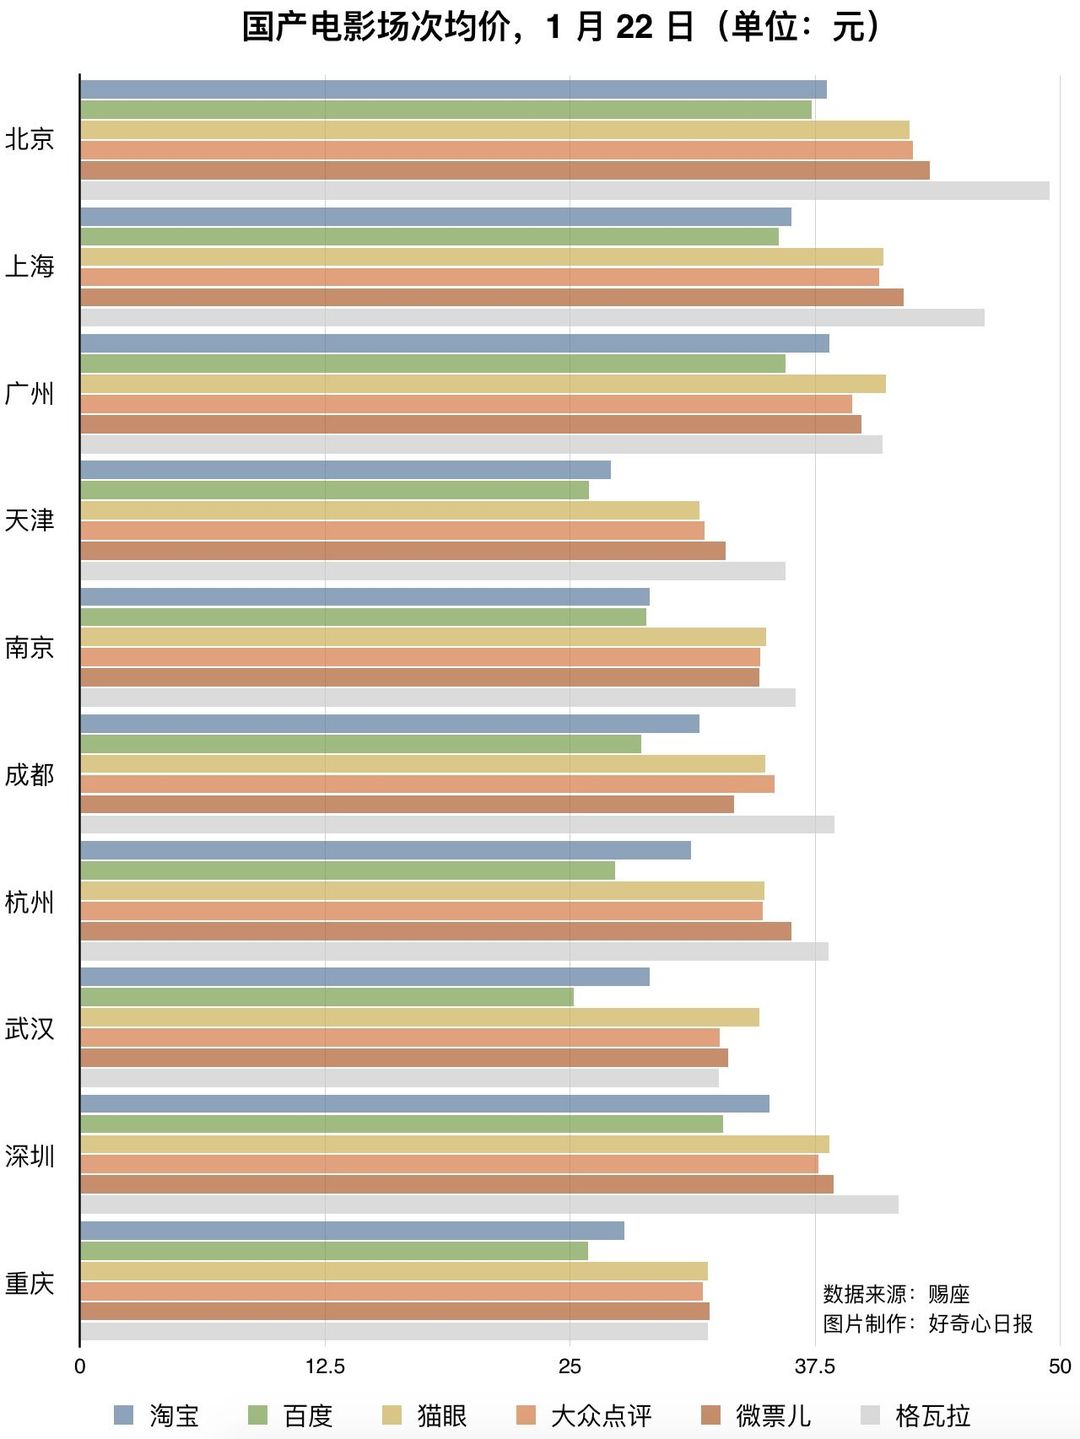 国产电影场次均价，1 月 22 日（单位：元）
北京
上海
广州
天津
南京
成都
杭州
武汉
深圳
重庆
数据来源：赐座
图片制作：好奇心日报
0 12.5 25 37.5 50
淘宝 百度 猫眼 大众点评 微票儿 格瓦拉